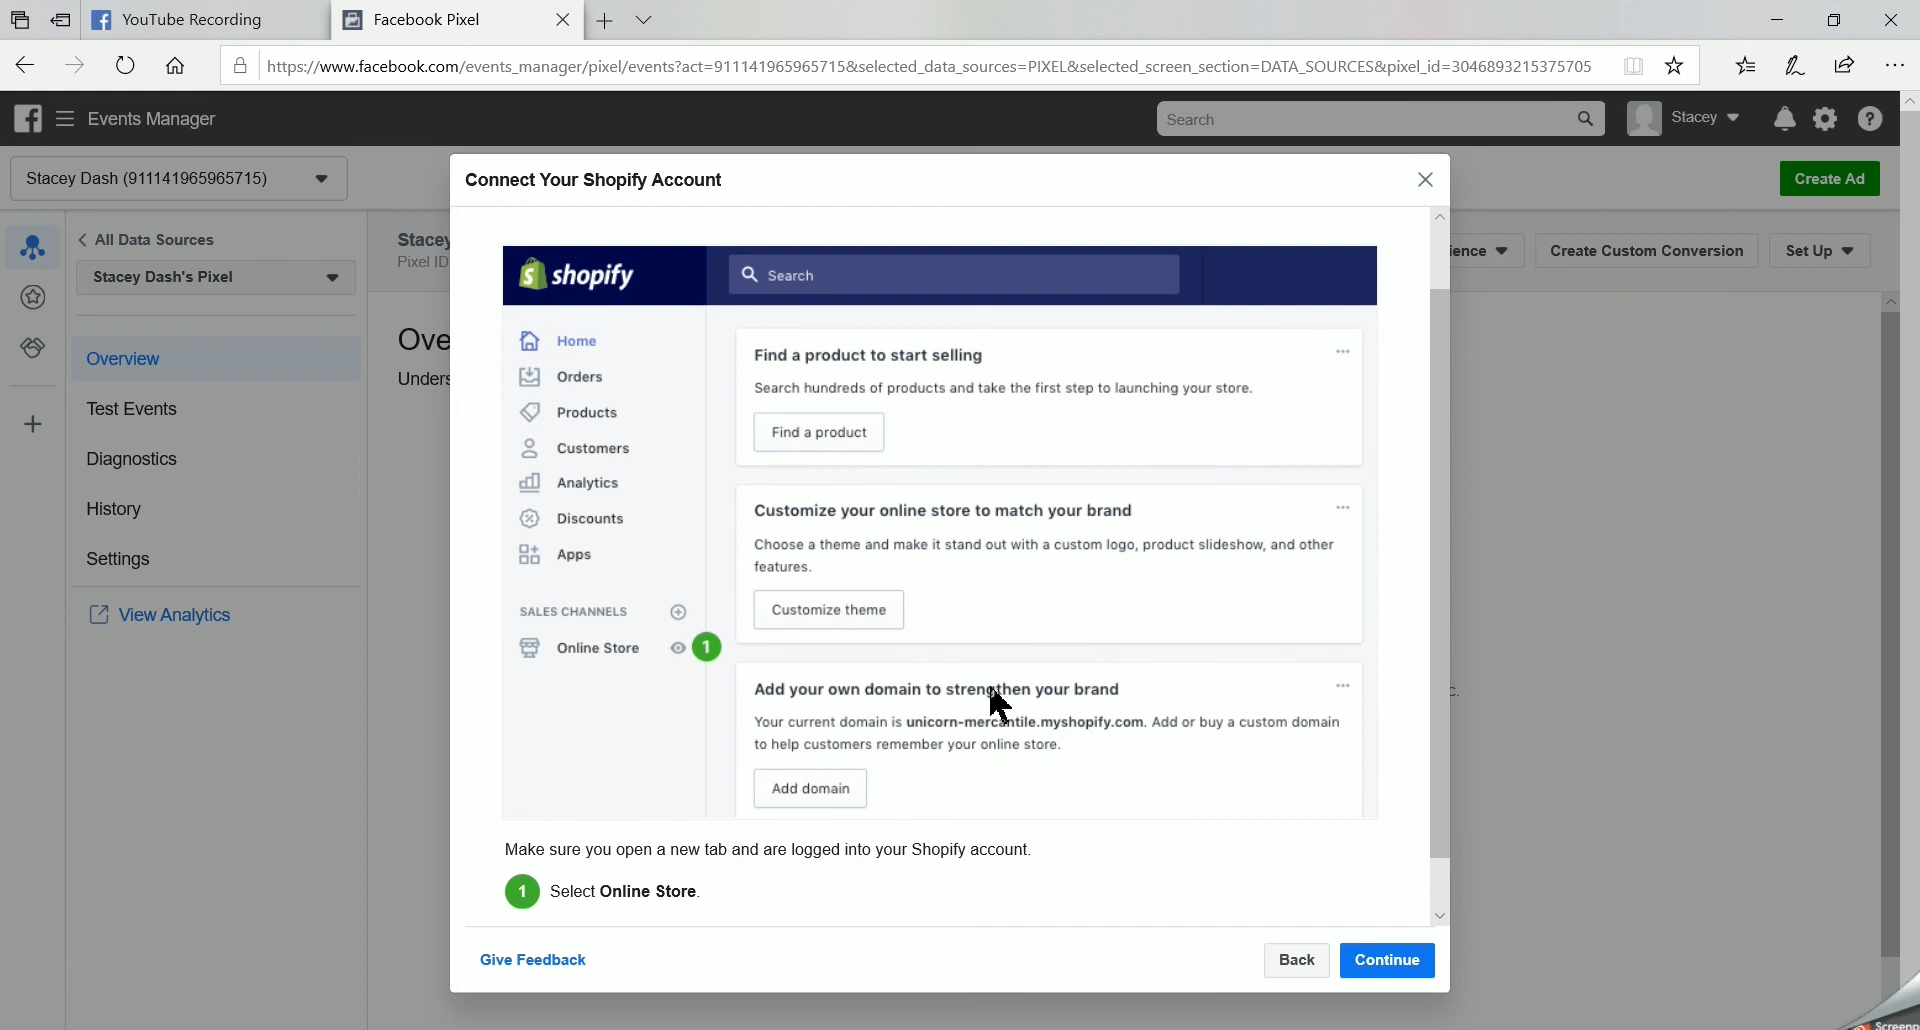 YouTube Recording
Facebook Pixel
https://www.facebook.com/events_manager/pixel/events?act=911141965965715&selected_data_sources=PIXEL&selected_screen_section=DATA_SOURCES&pixel_id=3046893215375705
Events Manager
Search
Stacey
Stacey Dash (911141965965715)
Connect Your Shopify Account
Create Ad
All Data Sources
Stacey
Pixel ID
ience
Create Custom Conversion
Set Up
Stacey Dash's Pixel
shopify
Search
Overview
Test Events
Diagnostics
History
Settings
View Analytics
Ove
Unders
Home
Orders
Products
Customers
Analytics
Discounts
Apps
SALES CHANNELS
Online Store
1
Find a product to start selling
Search hundreds of products and take the first step to launching your store.
Find a product
Customize your online store to match your brand
Choose a theme and make it stand out with a custom logo, product slideshow, and other
features.
Customize theme
Add your own domain to strengthen your brand
Your current domain is unicorn-mercantile.myshopify.com. Add or buy a custom domain
to help customers remember your online store.
Add domain
c.
Make sure you open a new tab and are logged into your Shopify account.
1 Select Online Store.
Give Feedback
Back
Continue